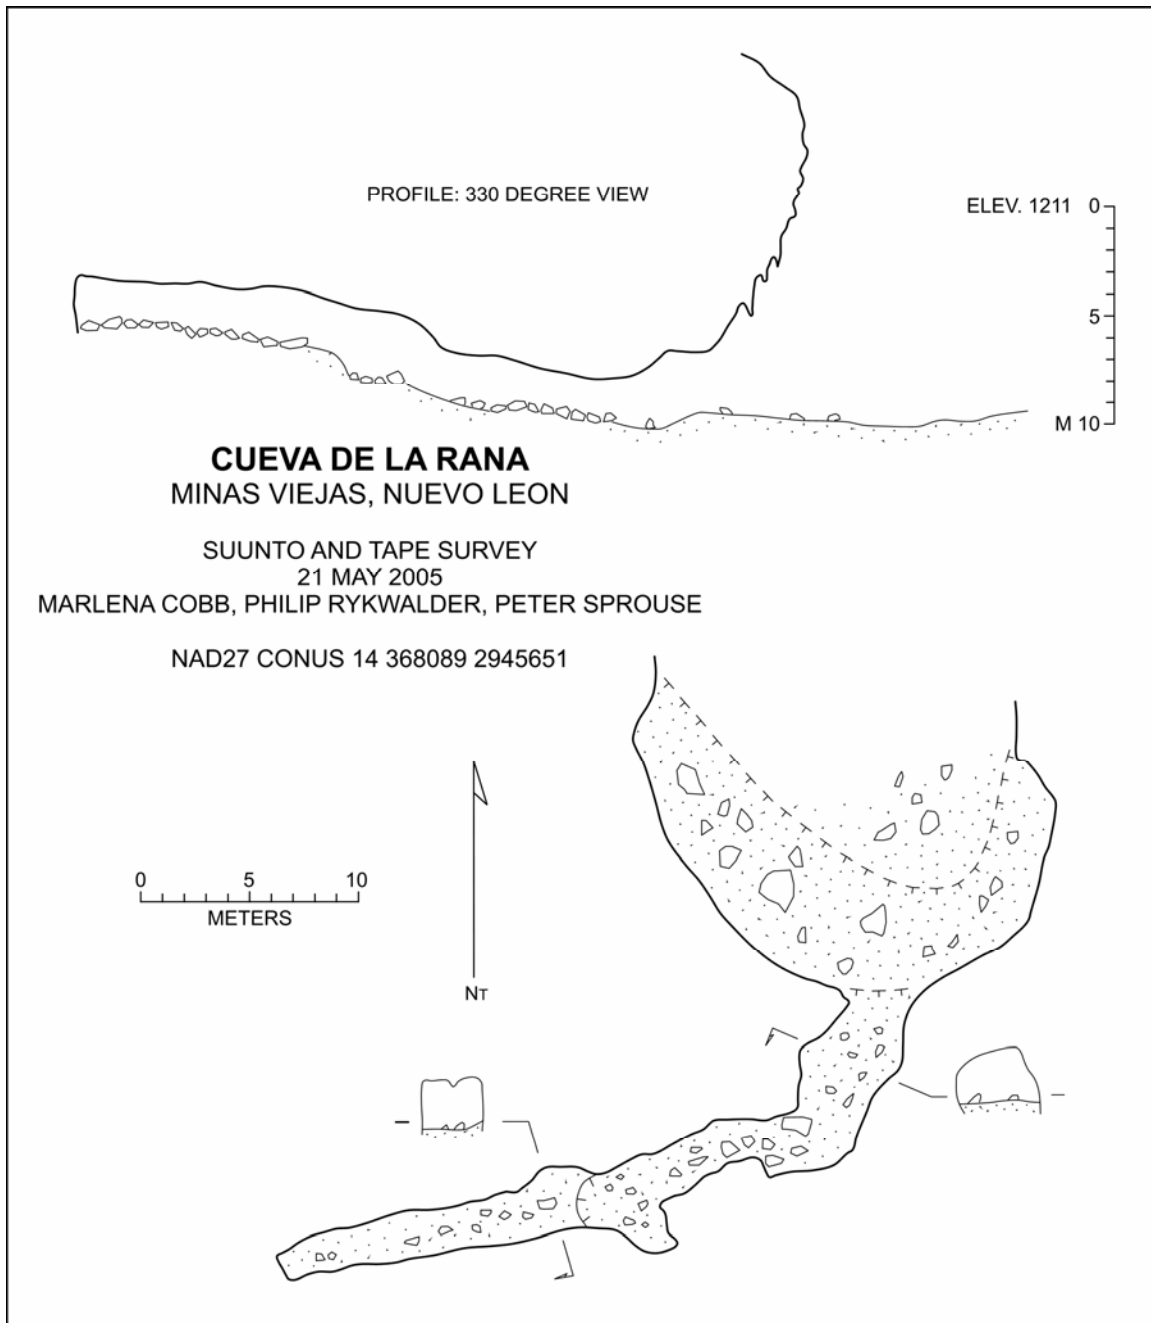 PROFILE: 330 DEGREE VIEW
ELEV. 1211 0
5
M 10
CUEVA DE LA RANA
MINAS VIEJAS, NUEVO LEON
SUUNTO AND TAPE SURVEY
21 MAY 2005
MARLENA COBB, PHILIP RYKWALDER, PETER SPROUSE
NAD27 CONUS 14 368089 2945651
0 5 10
METERS
NT